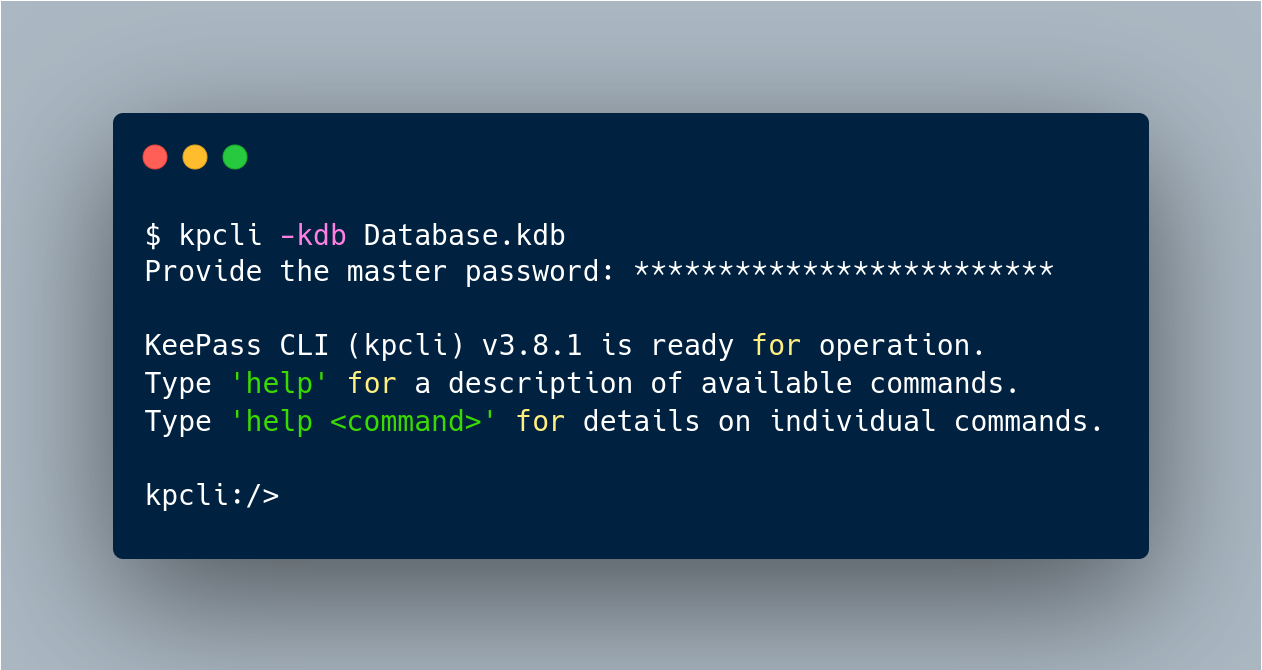 $ kpcli -kdb Database.kdb
Provide the master password: *************************
KeePass CLI (kpcli) v3.8.1 is ready for operation.
Type 'help' for a description of available commands.
Type 'help <command>' for details on individual commands.
kpcli:/>